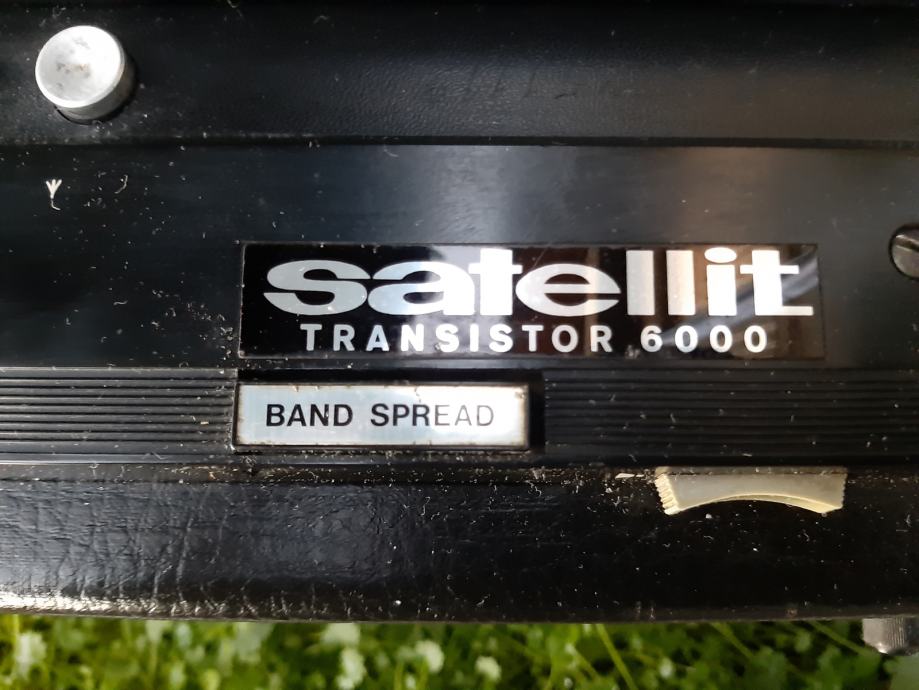 satellit
TRANSISTOR 6000
BAND SPREAD